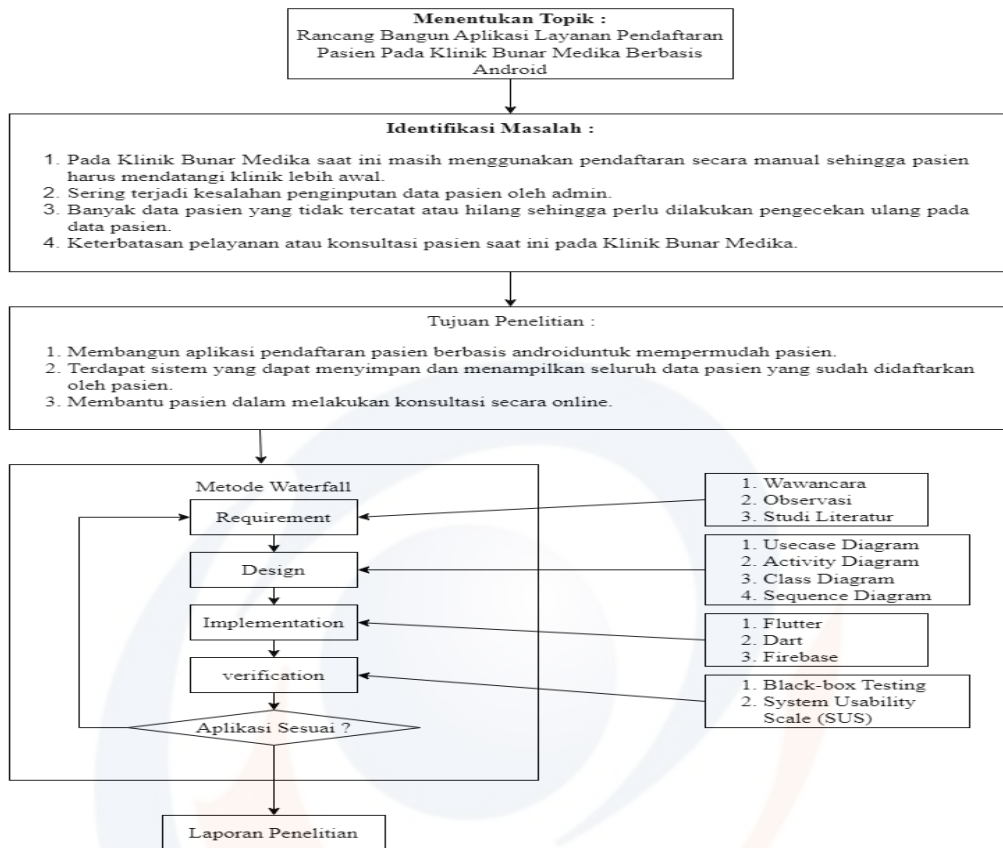 Menentukan Topik :
Rancang Bangun Aplikasi Layanan Pendaftaran
Pasien Pada Klinik Bunar Medika Berbasis
Android
Identifikasi Masalah :
1. Pada Klinik Bunar Medika saat ini masih menggunakan pendaftaran secara manual sehingga pasien
harus mendatangi klinik lebih awal.
2. Sering terjadi kesalahan penginputan data pasien oleh admin.
3. Banyak data pasien yang tidak tercatat atau hilang sehingga perlu dilakukan pengecekan ulang pada
data pasien.
4. Keterbatasan pelayanan atau konsultasi pasien saat ini pada Klinik Bunar Medika.
Tujuan Penelitian :
1. Membangun aplikasi pendaftaran pasien berbasis androiduntuk mempermudah pasien.
2. Terdapat sistem yang dapat menyimpan dan menampilkan seluruh data pasien yang sudah didaftarkan
oleh pasien.
3. Membantu pasien dalam melakukan konsultasi secara online.
Metode Waterfall
Requirement
Design
Implementation
verification
Aplikasi Sesuai ?
1. Wawancara
2. Observasi
3. Studi Literatur
1. Usecase Diagram
2. Activity Diagram
3. Class Diagram
4. Sequence Diagram
1. Flutter
2. Dart
3. Firebase
1. Black-box Testing
2. System Usability
Scale (SUS)
Laporan Penelitian